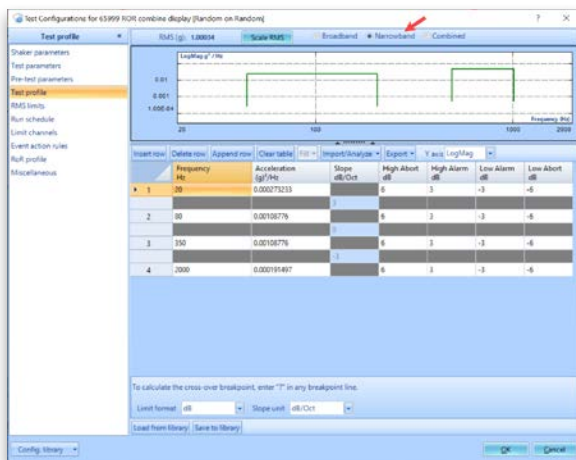 Test Configurations for 65999 ROR combine display [Random on Random]
Test profile
RMS (g): 1.00034 Scale RMS Broadband Narrowband Combined
Shaker parameters
Test parameters
Pre-test parameters
Test profile
RMS limits
Run schedule
Limit channels
Event action rules
RoR profile
Miscellaneous
LogMag g² / Hz
0.01
0.001
1.00E-04
Frequency (Hz)
20 100 1000 2000
Insert row Delete row Append row Clear table Fill Import/Analyze Export Y axis LogMag
Frequency Hz Acceleration (g)²/Hz Slope dB/Oct High Abort dB High Alarm dB Low Alarm dB Low Abort dB
1 20 0.000273233 6 3 -3 -6
3
2 80 0.00108776 6 3 -3 -6
0
3 350 0.00108776 6 3 -3 -6
-3
4 2000 0.000191497 6 3 -3 -6
To calculate the cross-over breakpoint, enter "?" in any breakpoint line.
Limit format dB Slope unit dB/Oct
Load from library Save to library
Config. library OK Cancel